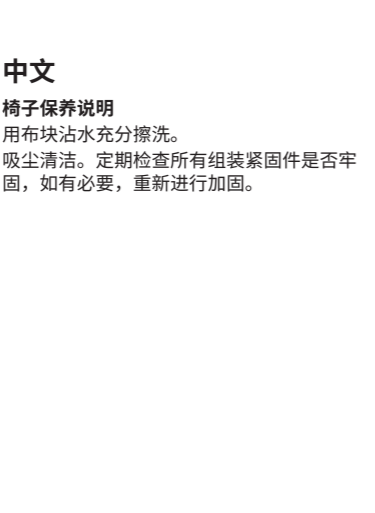 中文
椅子保养说明
用布块沾水充分擦洗。
吸尘清洁。定期检查所有组装紧固件是否牢
固，如有必要，重新进行加固。